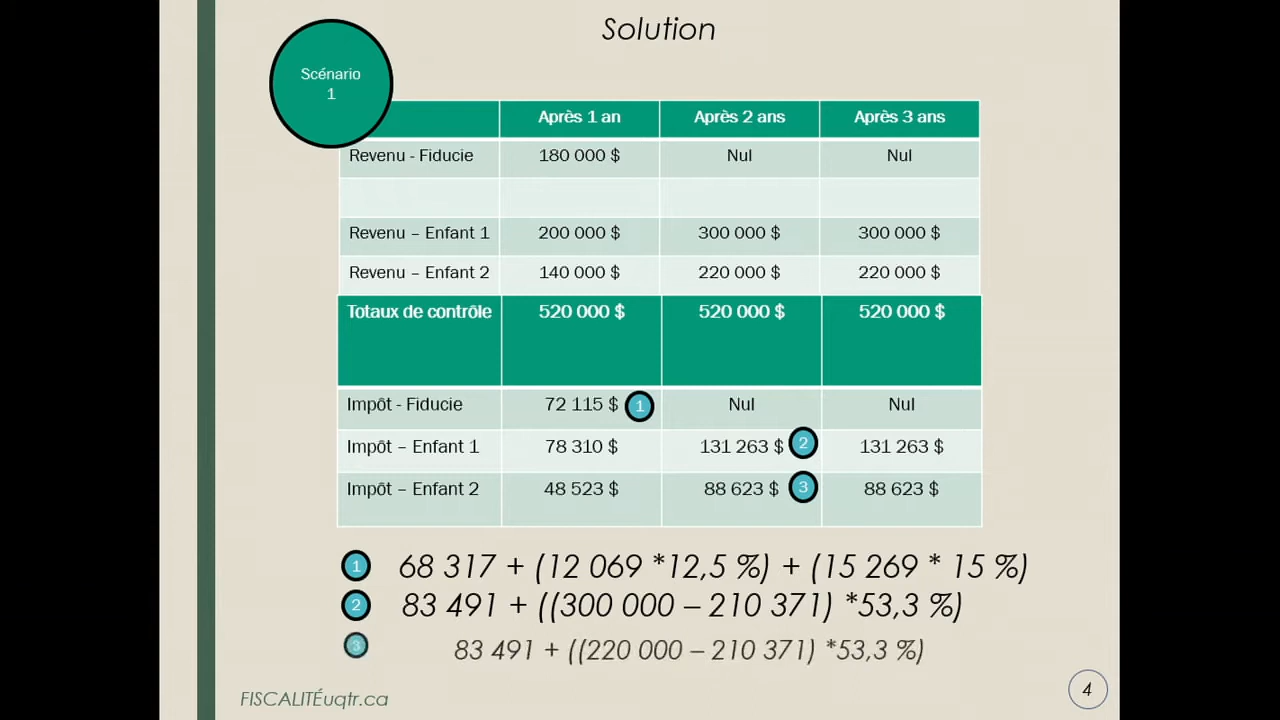 Solution
Scénario
1
Après 1 an Après 2 ans Après 3 ans
Revenu - Fiducie 180 000 $ Nul Nul
Revenu – Enfant 1 200 000 $ 300 000 $ 300 000 $
Revenu – Enfant 2 140 000 $ 220 000 $ 220 000 $
Totaux de contrôle 520 000 $ 520 000 $ 520 000 $
Impôt - Fiducie 72 115 $ 1 Nul Nul
Impôt – Enfant 1 78 310 $ 131 263 $ 2 131 263 $
Impôt – Enfant 2 48 523 $ 88 623 $ 3 88 623 $
1 68 317 + (12 069 *12,5 %) + (15 269 * 15 %)
2 83 491 + ((300 000 – 210 371) *53,3 %)
3 83 491 + ((220 000 – 210 371) *53,3 %)
FISCALITÉuqtr.ca
4